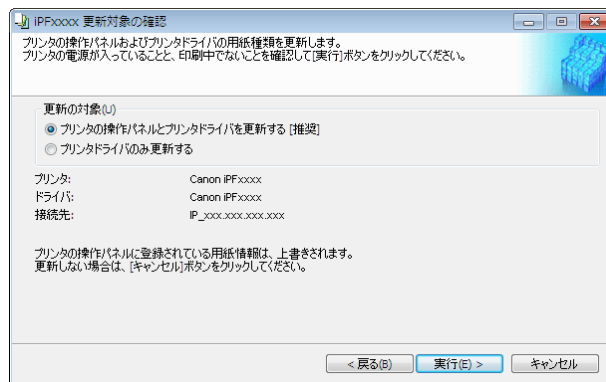 iPFxxxx 更新対象の確認
プリンタの操作パネルおよびプリンタドライバの用紙種類を更新します。
プリンタの電源が入っていることと、印刷中でないことを確認して[実行]ボタンをクリックしてください。
更新の対象(U)
プリンタの操作パネルとプリンタドライバを更新する [推奨]
プリンタドライバのみ更新する
プリンタ: Canon iPFxxxx
ドライバ: Canon iPFxxxx
接続先: IP_xxx.xxx.xxx.xxx
プリンタの操作パネルに登録されている用紙情報は、上書きされます。
更新しない場合は、[キャンセル]ボタンをクリックしてください。
< 戻る(B) 実行(E) > キャンセル